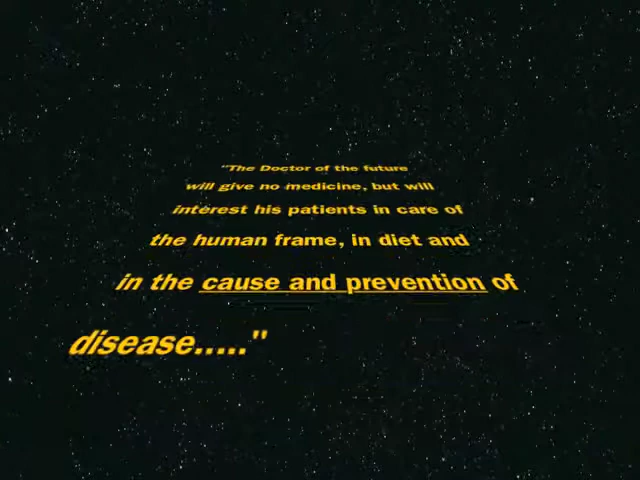 "The Doctor of the future
will give no medicine, but will
interest his patients in care of
the human frame, in diet and
in the cause and prevention of
disease....."